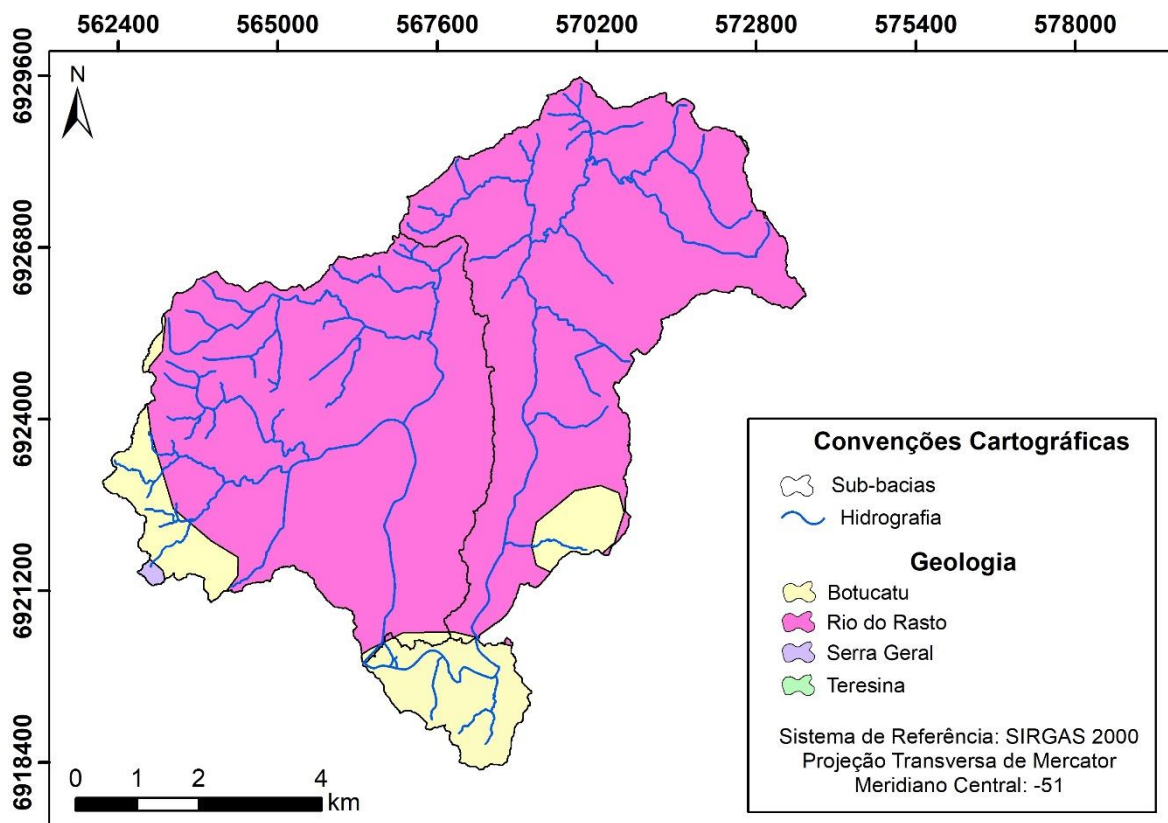 562400 565000 567600 570200 572800 575400 578000
6929600
N
6926800
6924000
6921200
6918400
Convenções Cartográficas
Sub-bacias
Hidrografia
Geologia
Botucatu
Rio do Rasto
Serra Geral
Teresina
Sistema de Referência: SIRGAS 2000
Projeção Transversa de Mercator
Meridiano Central: -51
0 1 2 4
km